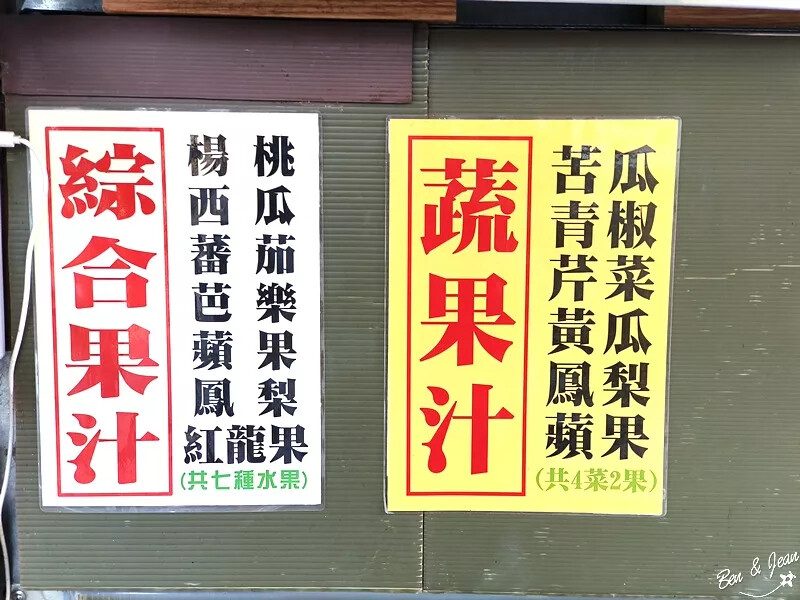 綜合果汁
楊桃
西瓜
蕃茄
芭樂
蘋果
鳳梨
紅龍果
(共七種水果)
蔬果汁
苦瓜
青椒
芹菜
黃瓜
鳳梨
蘋果
(共4菜2果)
Ben & Jean